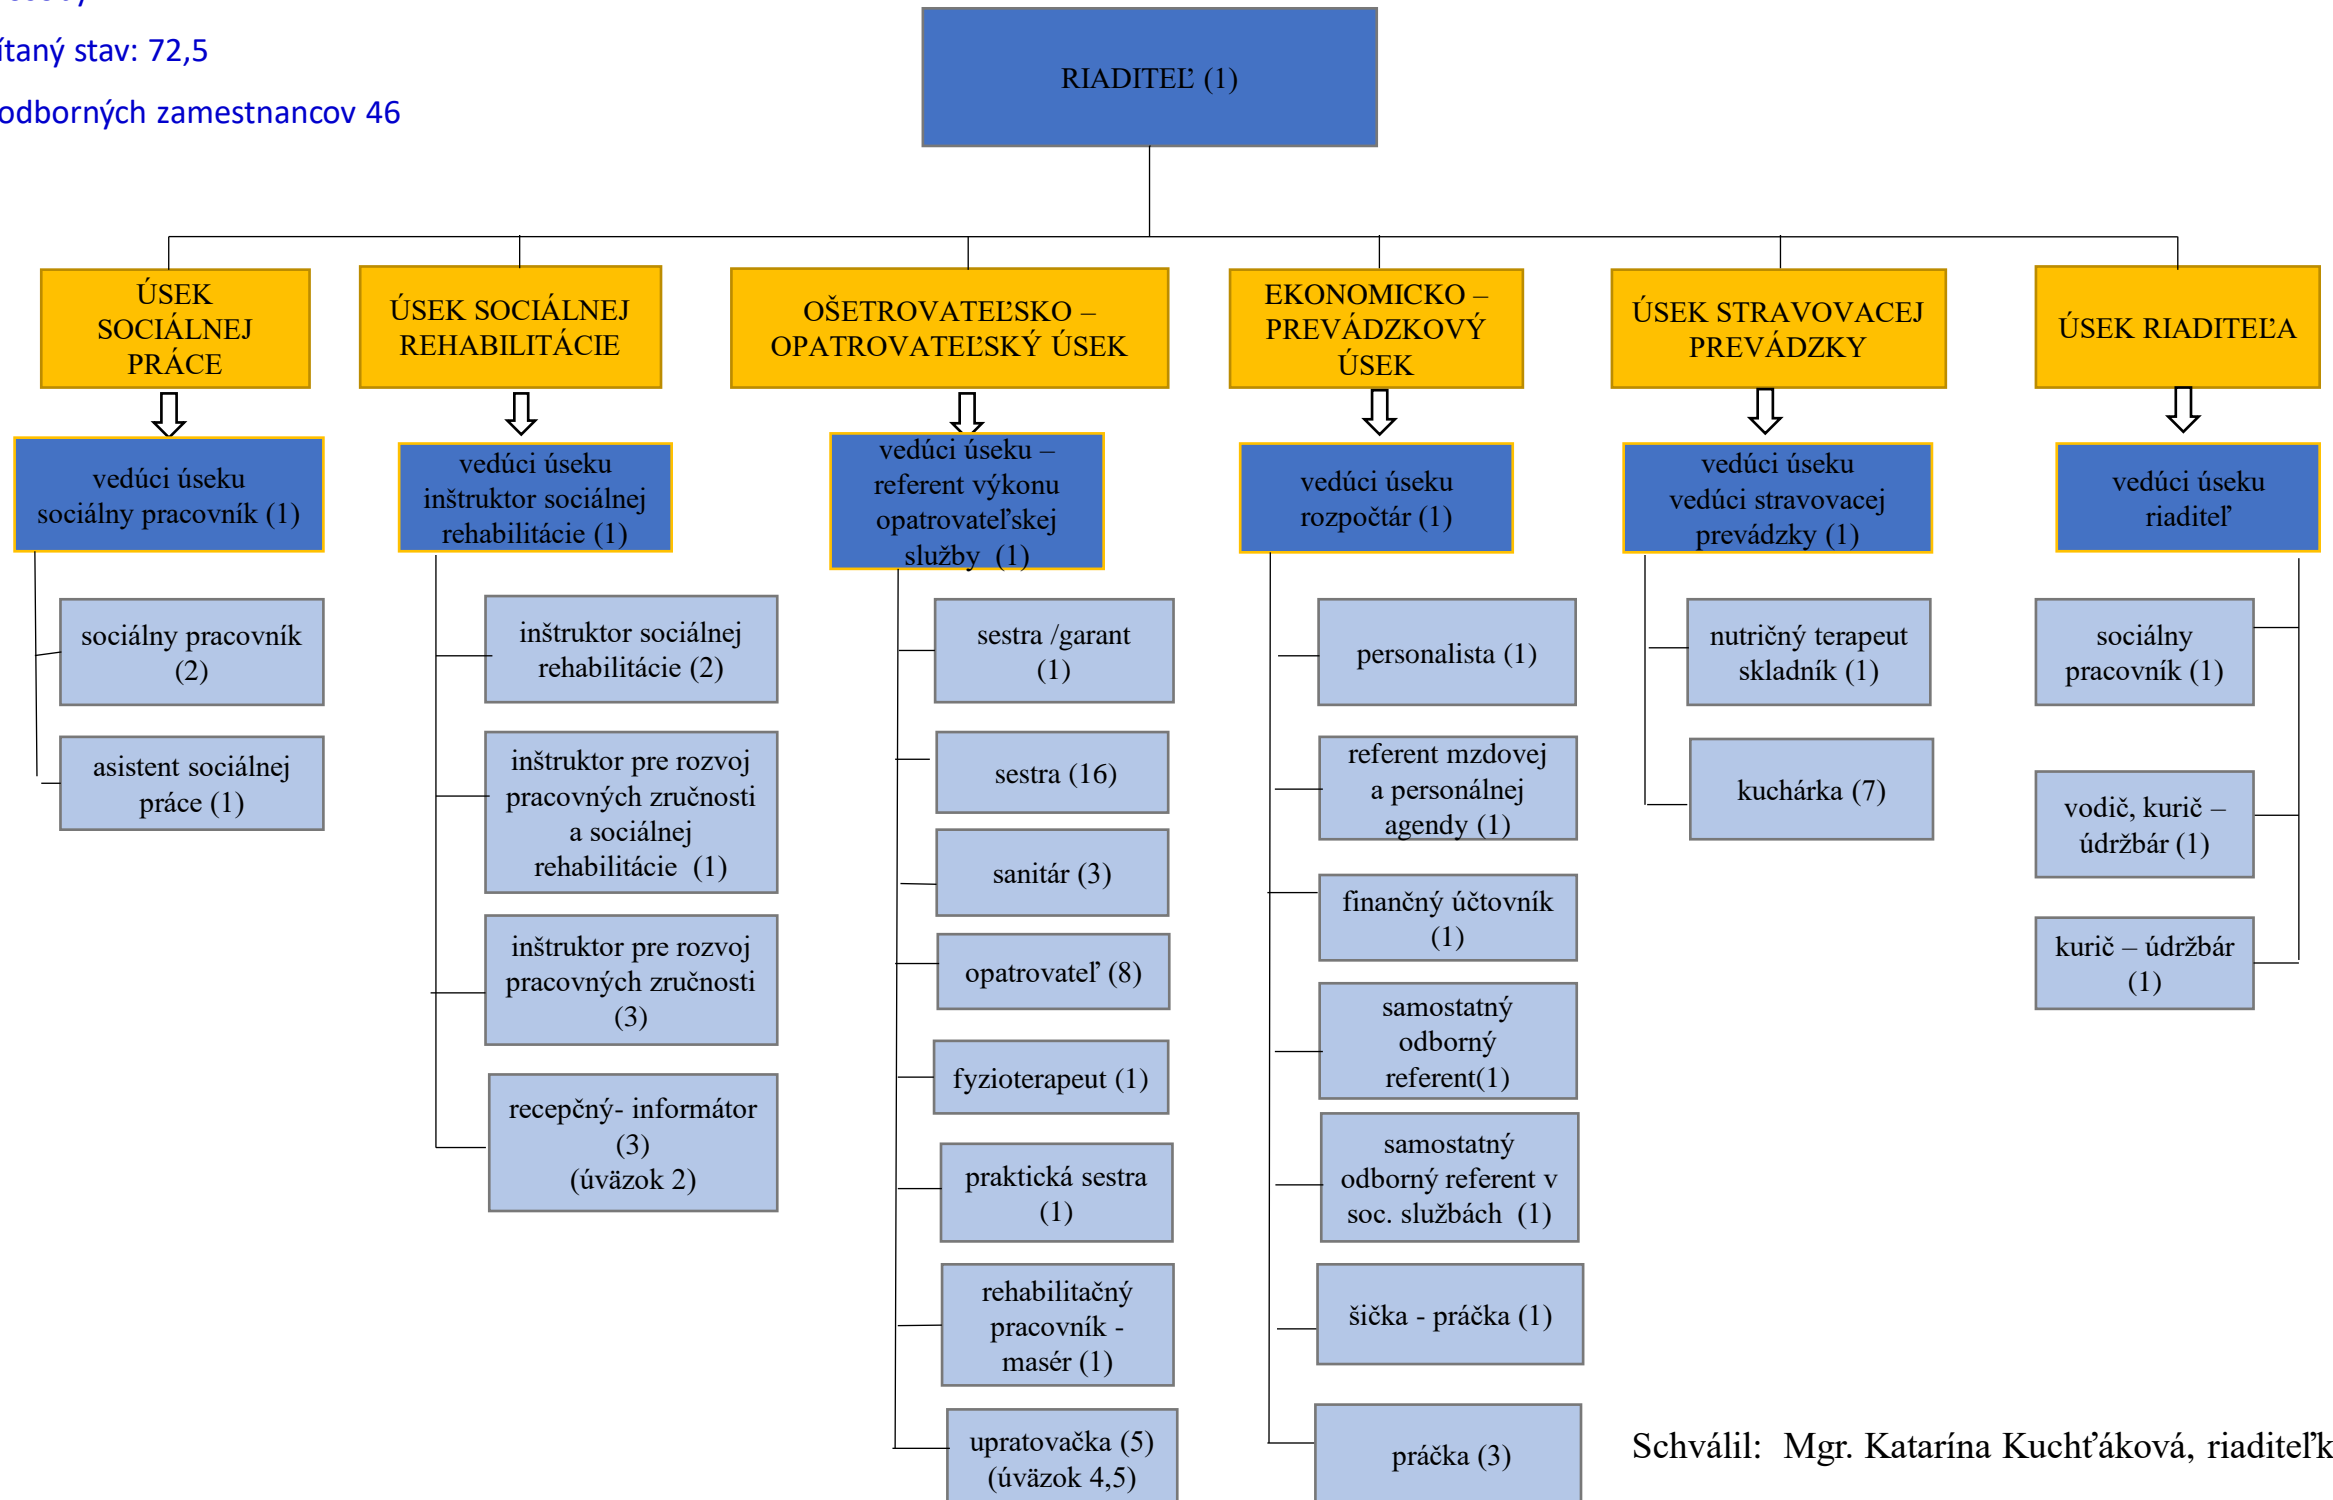 ítaný stav: 72,5
odborných zamestnancov 46
RIADITEĽ (1)
ÚSEK
SOCIÁLNEJ
PRÁCE
ÚSEK SOCIÁLNEJ
REHABILITÁCIE
OŠETROVATEĽSKO –
OPATROVATEĽSKÝ ÚSEK
EKONOMICKO –
PREVÁDZKOVÝ
ÚSEK
ÚSEK STRAVOVACEJ
PREVÁDZKY
ÚSEK RIADITEĽA
vedúci úseku
sociálny pracovník (1)
vedúci úseku
inštruktor sociálnej
rehabilitácie (1)
vedúci úseku –
referent výkonu
opatrovateľskej
služby (1)
vedúci úseku
rozpočtár (1)
vedúci úseku
vedúci stravovacej
prevádzky (1)
vedúci úseku
riaditeľ
sociálny pracovník
(2)
asistent sociálnej
práce (1)
inštruktor sociálnej
rehabilitácie (2)
inštruktor pre rozvoj
pracovných zručnosti
a sociálnej
rehabilitácie (1)
inštruktor pre rozvoj
pracovných zručnosti
(3)
recepčný- informátor
(3)
(úväzok 2)
sestra /garant
(1)
sestra (16)
sanitár (3)
opatrovateľ (8)
fyzioterapeut (1)
praktická sestra
(1)
rehabilitačný
pracovník -
masér (1)
upratovačka (5)
(úväzok 4,5)
personalista (1)
referent mzdovej
a personálnej
agendy (1)
finančný účtovník
(1)
samostatný
odborný
referent(1)
samostatný
odborný referent v
soc. službách (1)
šička - práčka (1)
práčka (3)
nutričný terapeut
skladník (1)
kuchárka (7)
sociálny
pracovník (1)
vodič, kurič –
údržbár (1)
kurič – údržbár
(1)
Schválil: Mgr. Katarína Kuchťáková, riaditeľk